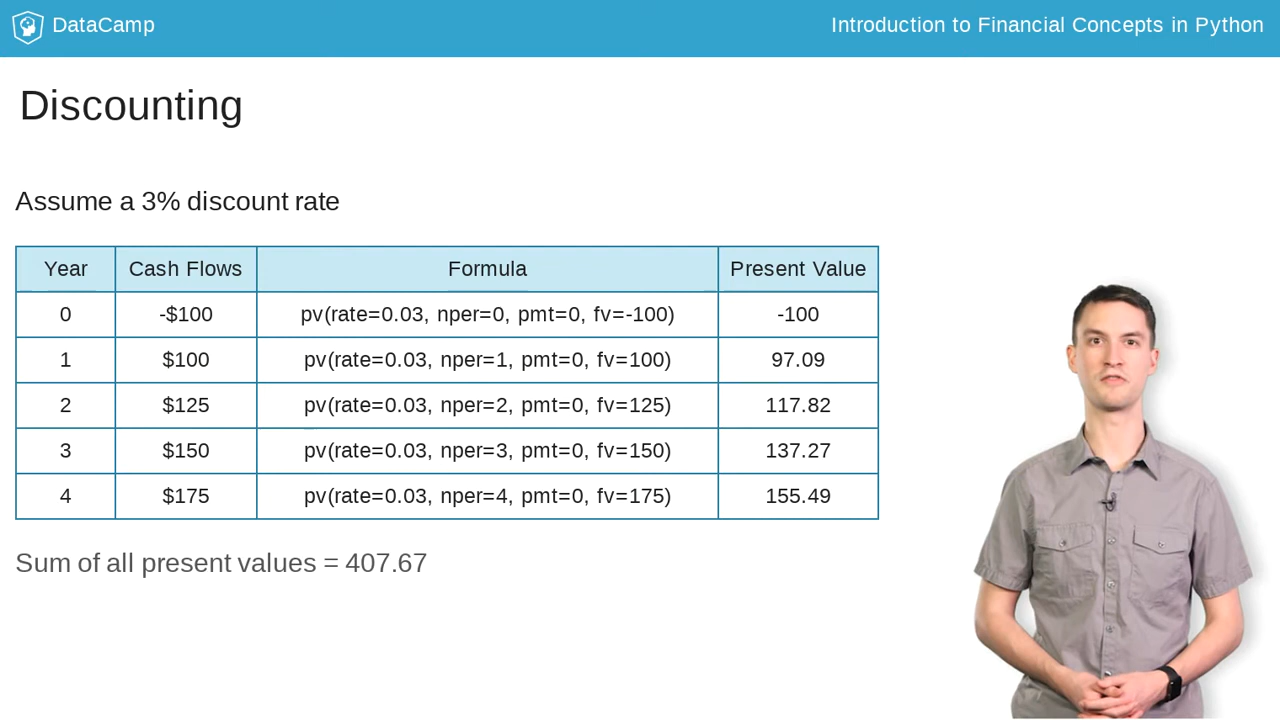 DataCamp
Introduction to Financial Concepts in Python
Discounting
Assume a 3% discount rate
Year Cash Flows Formula Present Value
0 -$100 pv(rate=0.03, nper=0, pmt=0, fv=-100) -100
1 $100 pv(rate=0.03, nper=1, pmt=0, fv=100) 97.09
2 $125 pv(rate=0.03, nper=2, pmt=0, fv=125) 117.82
3 $150 pv(rate=0.03, nper=3, pmt=0, fv=150) 137.27
4 $175 pv(rate=0.03, nper=4, pmt=0, fv=175) 155.49
Sum of all present values = 407.67